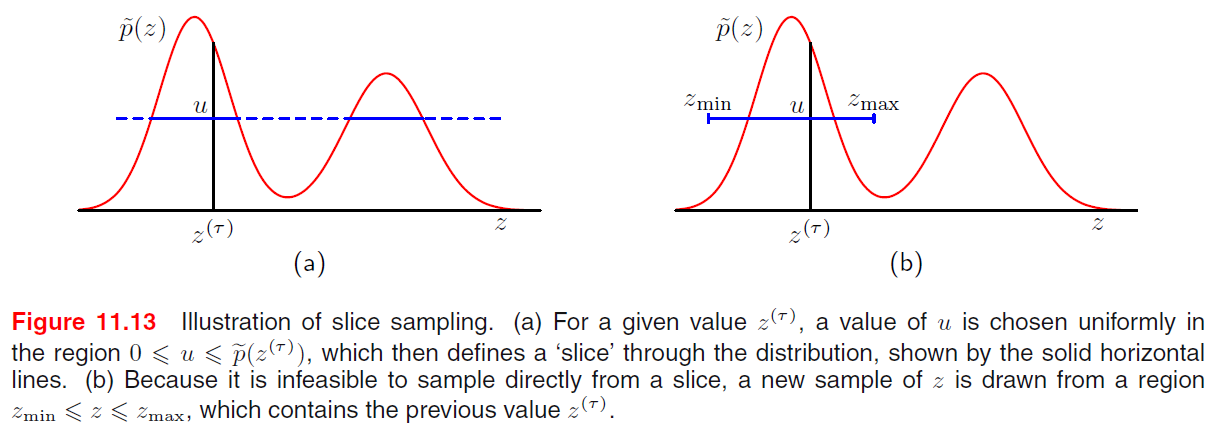 p̃(z)
u
z^(τ)
z
(a)
p̃(z)
z_min
u
z_max
z^(τ)
z
(b)
Figure 11.13 Illustration of slice sampling. (a) For a given value z^(τ), a value of u is chosen uniformly in
the region 0 ⩽ u ⩽ p̃(z^(τ)), which then defines a ‘slice’ through the distribution, shown by the solid horizontal
lines. (b) Because it is infeasible to sample directly from a slice, a new sample of z is drawn from a region
z_min ⩽ z ⩽ z_max, which contains the previous value z^(τ).